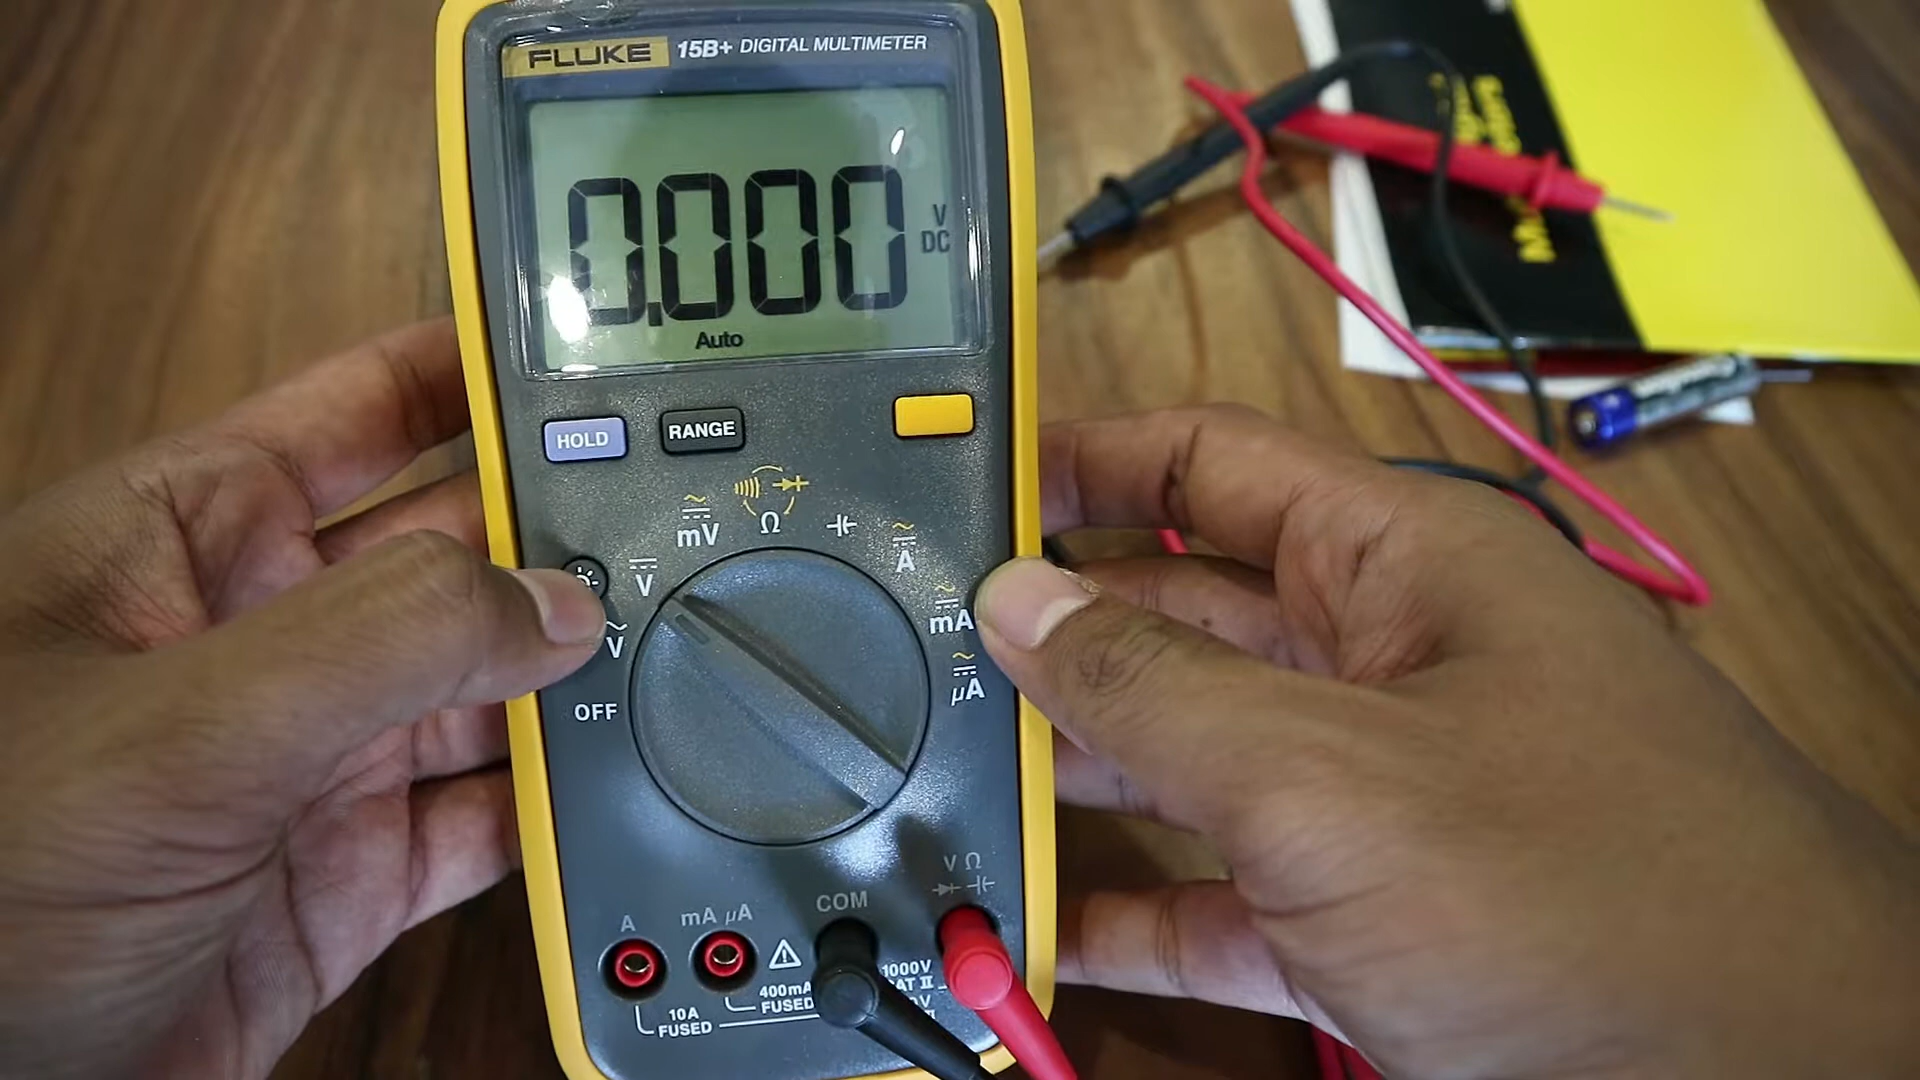 FLUKE 15B+ DIGITAL MULTIMETER
0.000 V DC
Auto
HOLD RANGE
mV Ω A
V mA
V μA
OFF
V Ω
A mA μA COM
10A FUSED
400mA FUSED
1000V